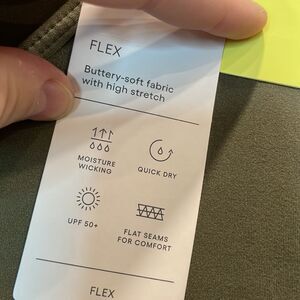 FLEX
Buttery-soft fabric
with high stretch
MOISTURE
WICKING
QUICK DRY
UPF 50+
FLAT SEAMS
FOR COMFORT
FLEX